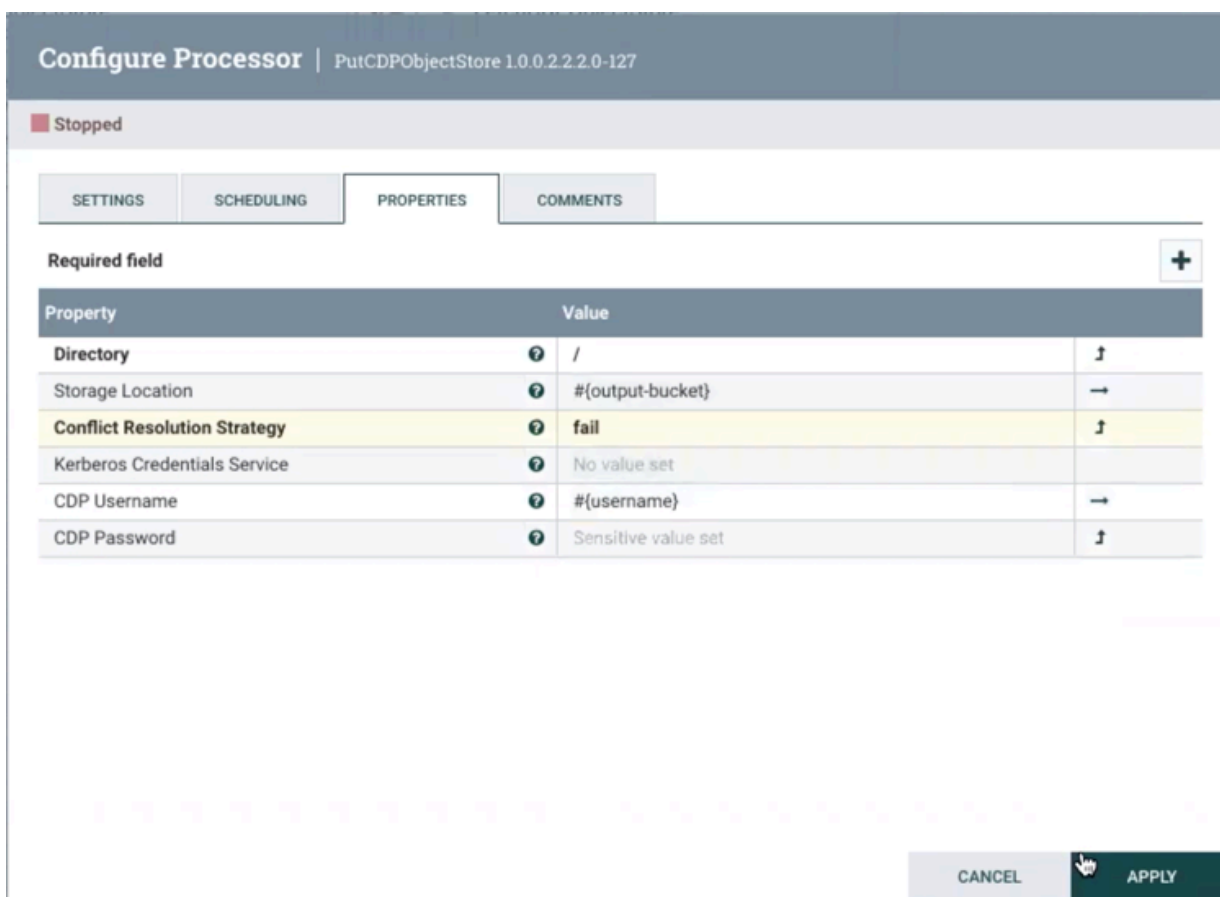 Configure Processor | PutCDPObjectStore 1.0.0.2.2.2.0-127
Stopped
SETTINGS SCHEDULING PROPERTIES COMMENTS
Required field
Property Value
Directory /
Storage Location #{output-bucket}
Conflict Resolution Strategy fail
Kerberos Credentials Service No value set
CDP Username #{username}
CDP Password Sensitive value set
CANCEL APPLY